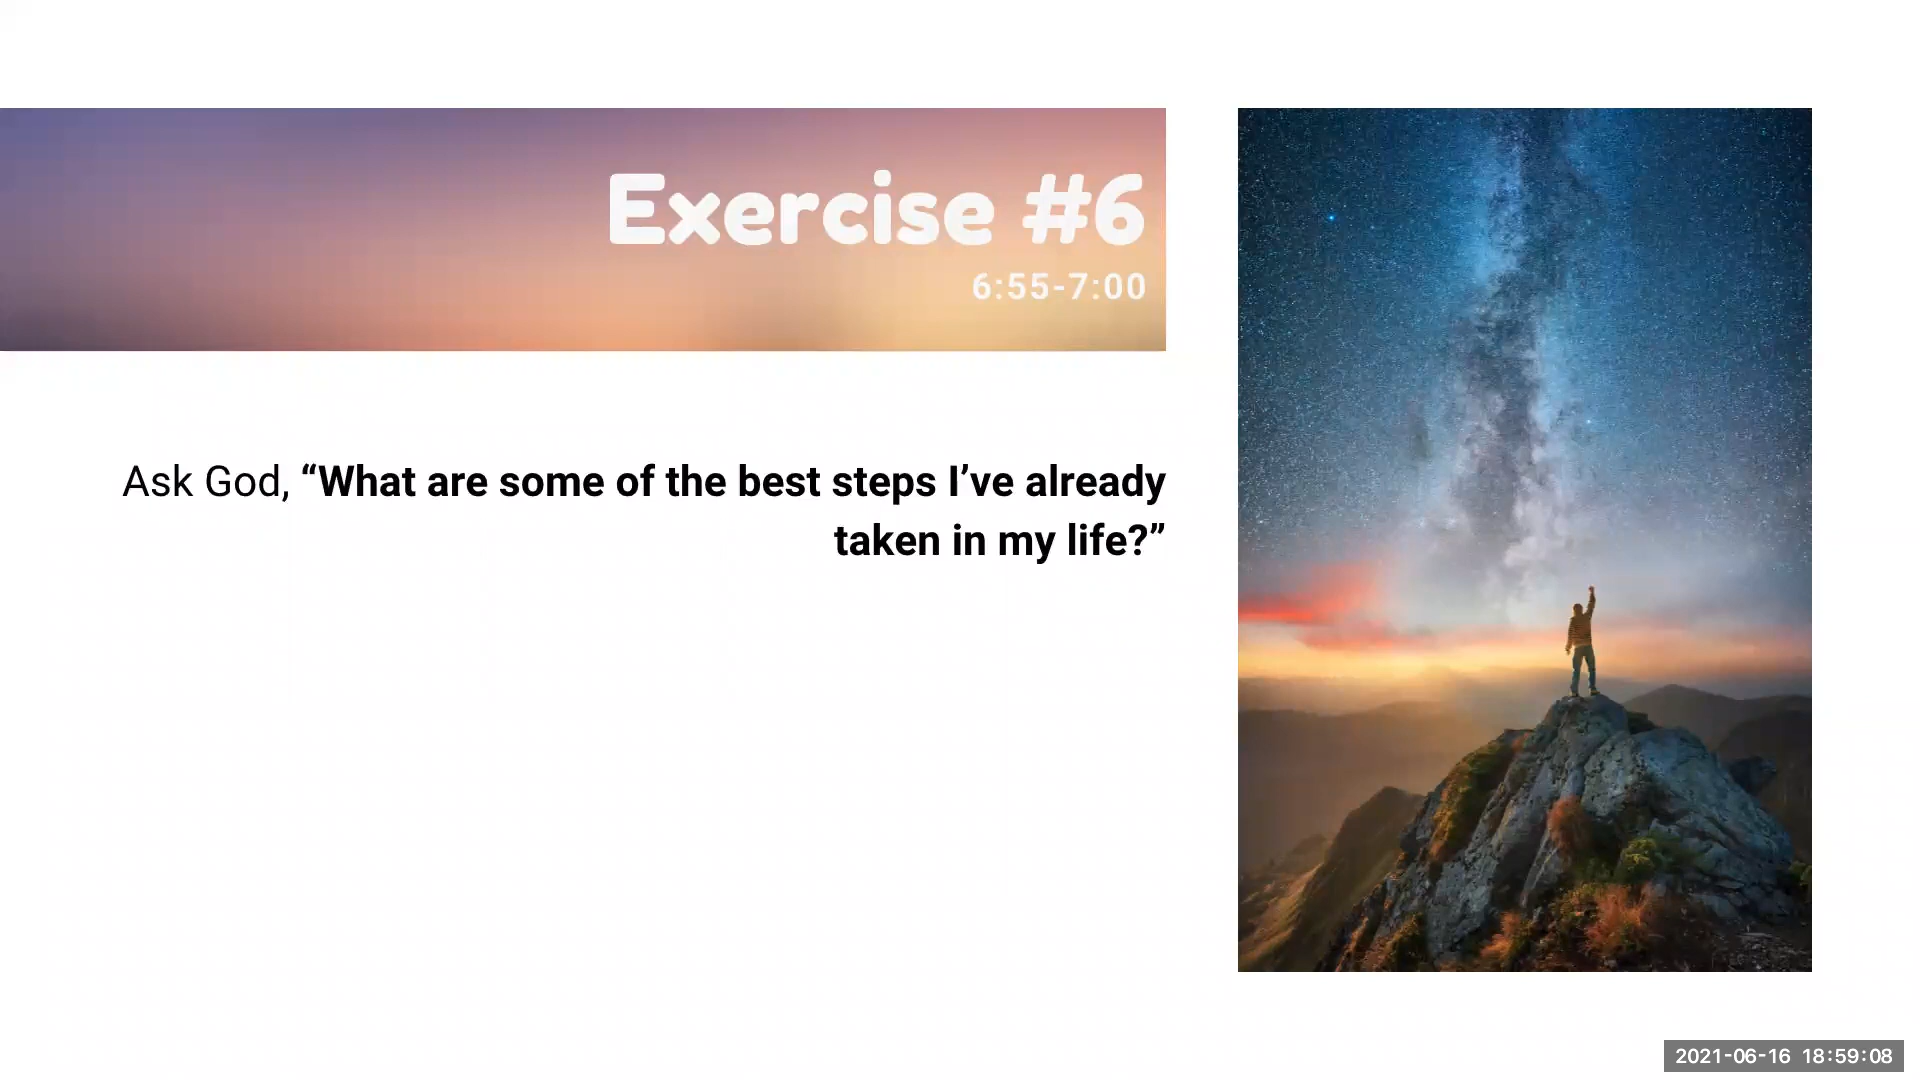 Exercise #6
6:55-7:00
Ask God, “What are some of the best steps I’ve already
taken in my life?”
2021-06-16 18:59:08